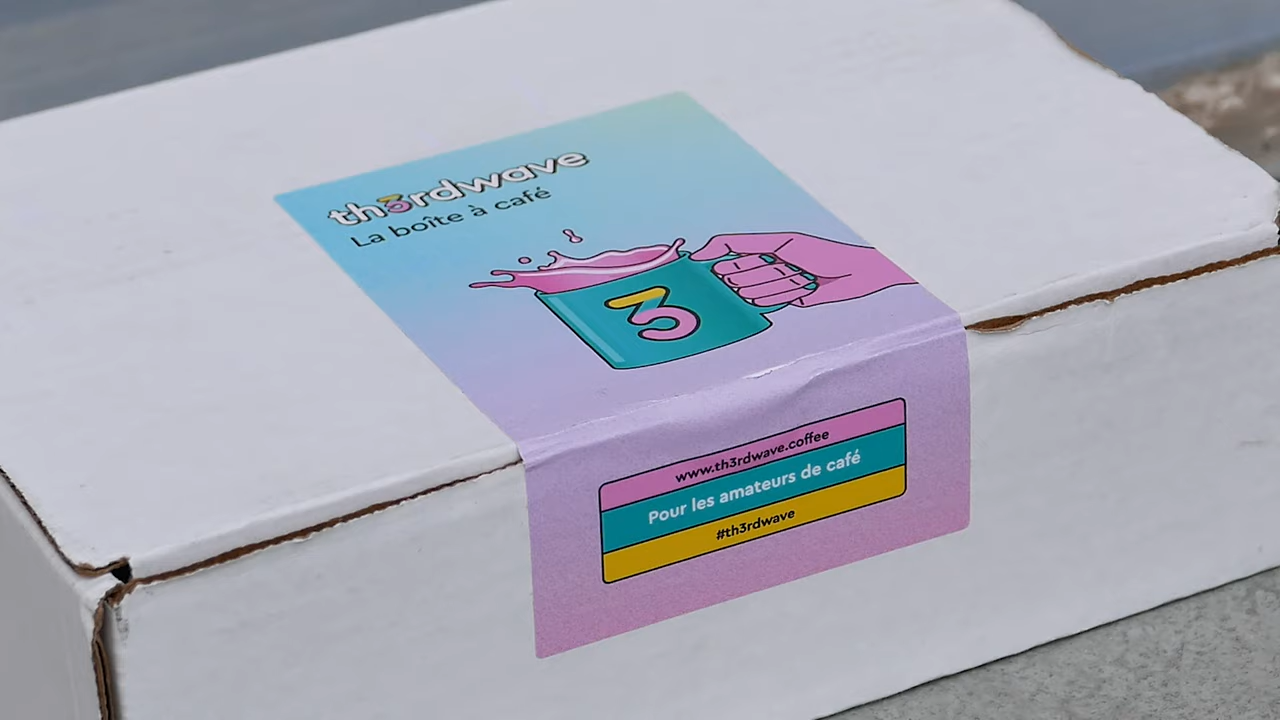 th3rdwave
La boîte à café
3
www.th3rdwave.coffee
Pour les amateurs de café
#th3rdwave